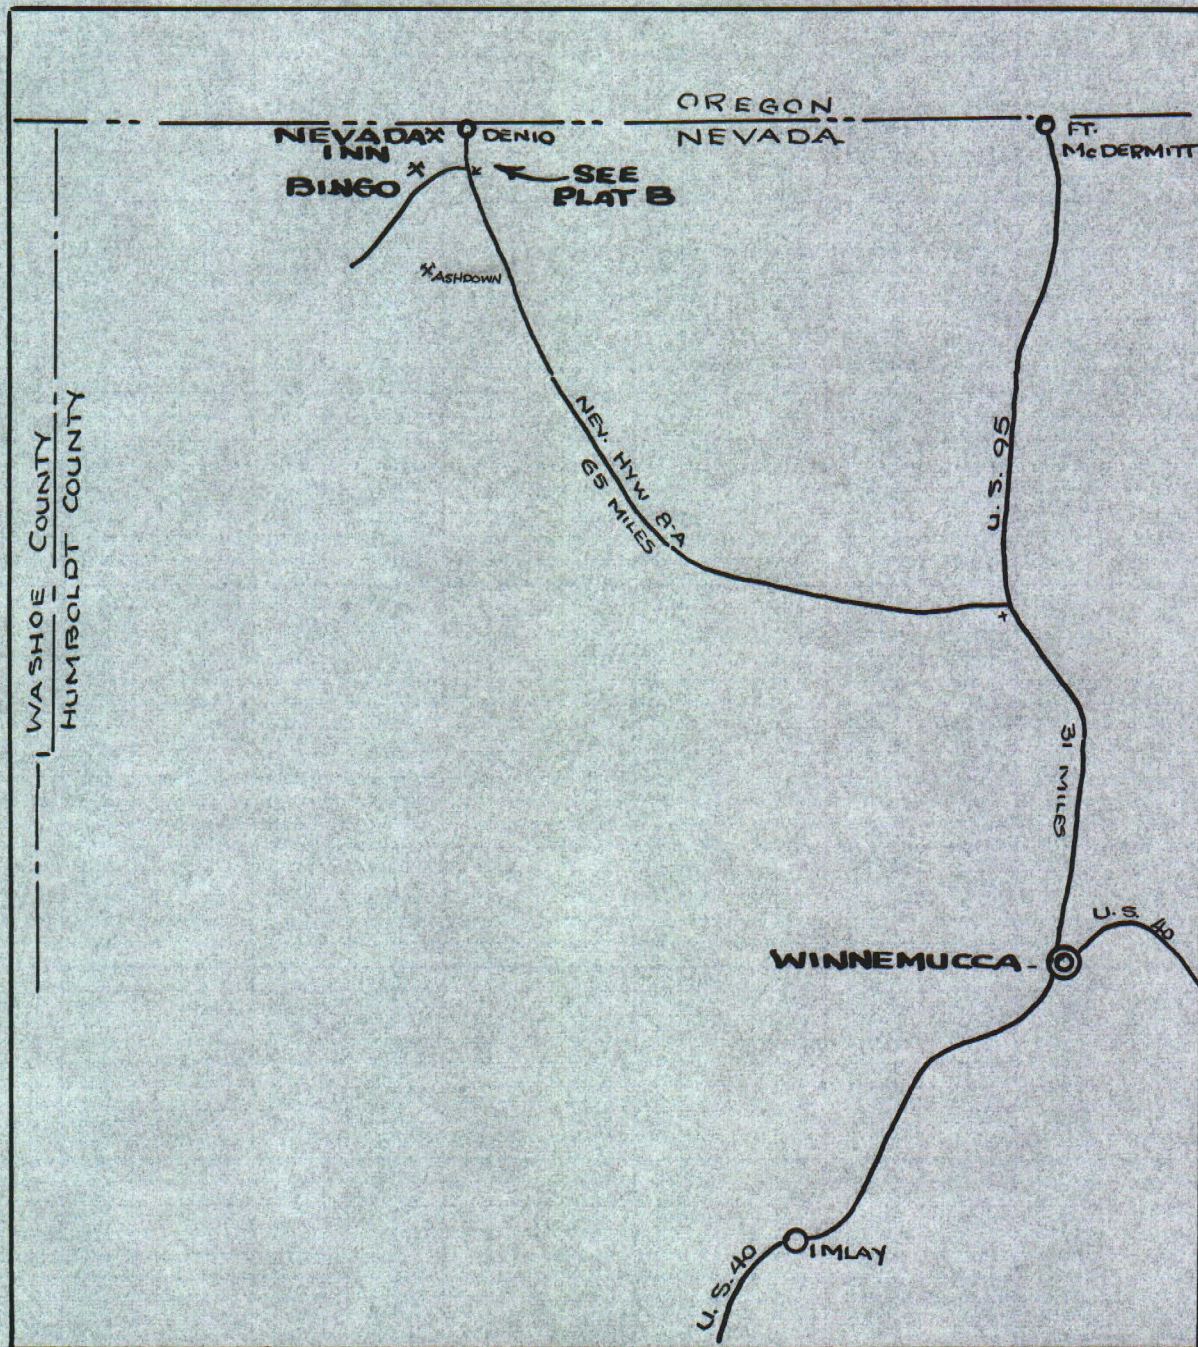 OREGON
NEVADA
NEVADA
INN
DENIO
FT.
McDERMITT
BINGO
SEE
PLAT B
ASHDOWN
NEV. HYW 8-A
65 MILES
U.S. 95
WASHOE COUNTY
HUMBOLDT COUNTY
31 MILES
U.S. 40
WINNEMUCCA
IMLAY
U.S. 40